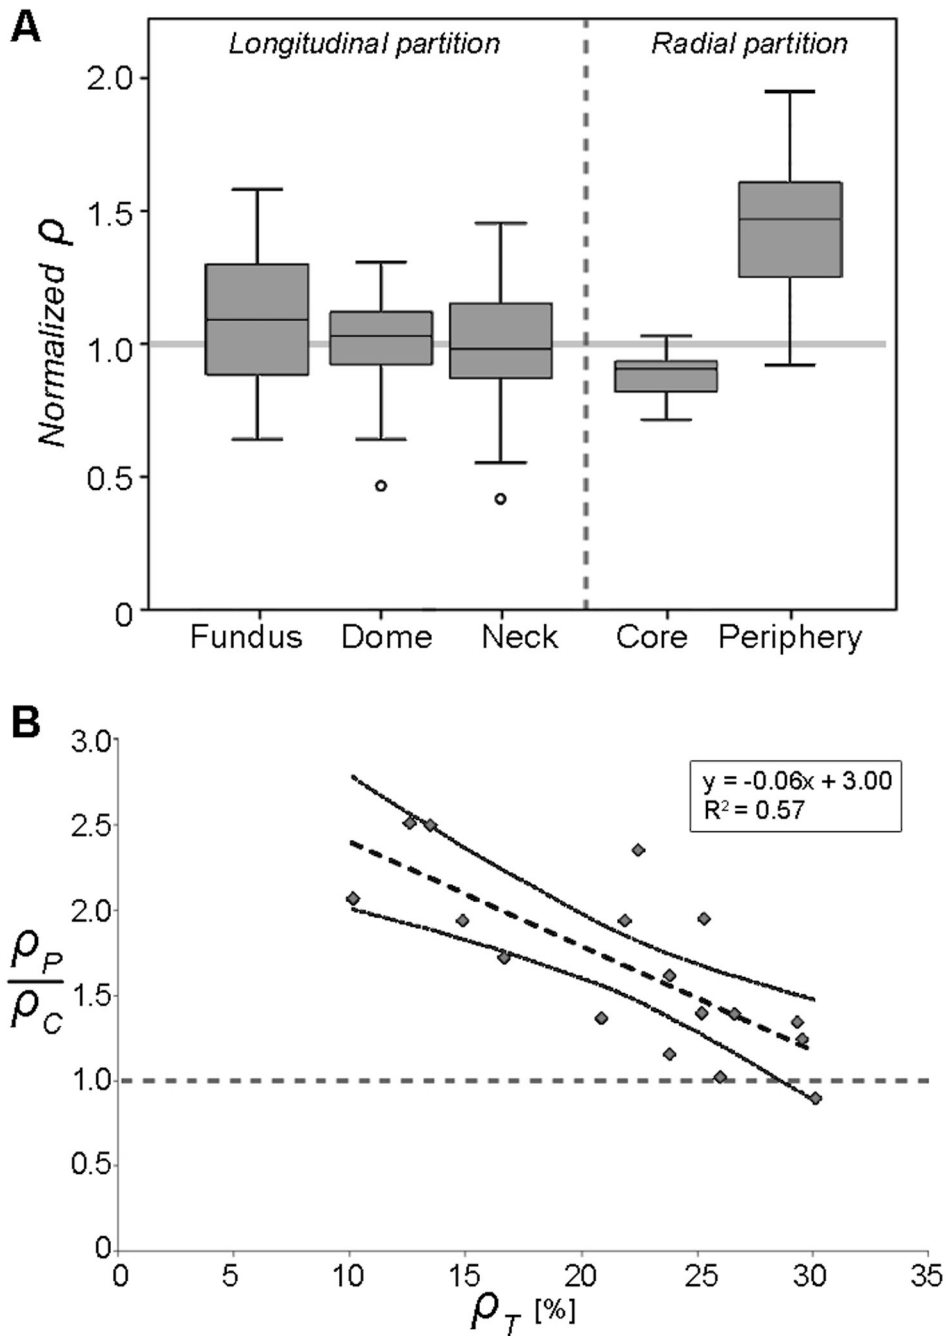 A
Longitudinal partition
Radial partition
Normalized ρ
2.0
1.5
1.0
0.5
0
Fundus Dome Neck Core Periphery
B
y = -0.06x + 3.00
R² = 0.57
ρP
ρC
3.0
2.5
2.0
1.5
1.0
0.5
0
0 5 10 15 20 25 30 35
ρT [%]